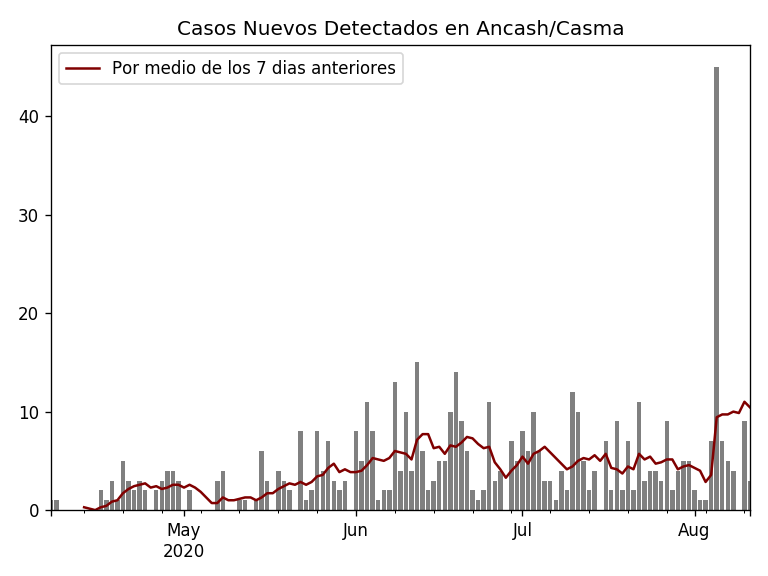 Casos Nuevos Detectados en Ancash/Casma
Por medio de los 7 dias anteriores
40
30
20
10
0
May
2020
Jun
Jul
Aug